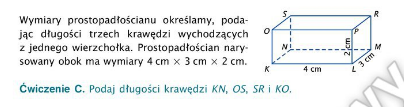 Wymiary prostopadłościanu określamy, poda-
jąc długości trzech krawędzi wychodzących
z jednego wierzchołka. Prostopadłościan nary-
sowany obok ma wymiary 4 cm × 3 cm × 2 cm.
S R
O P
2 cm
N M
3 cm
K 4 cm L
Ćwiczenie C. Podaj długości krawędzi KN, OS, SR i KO.